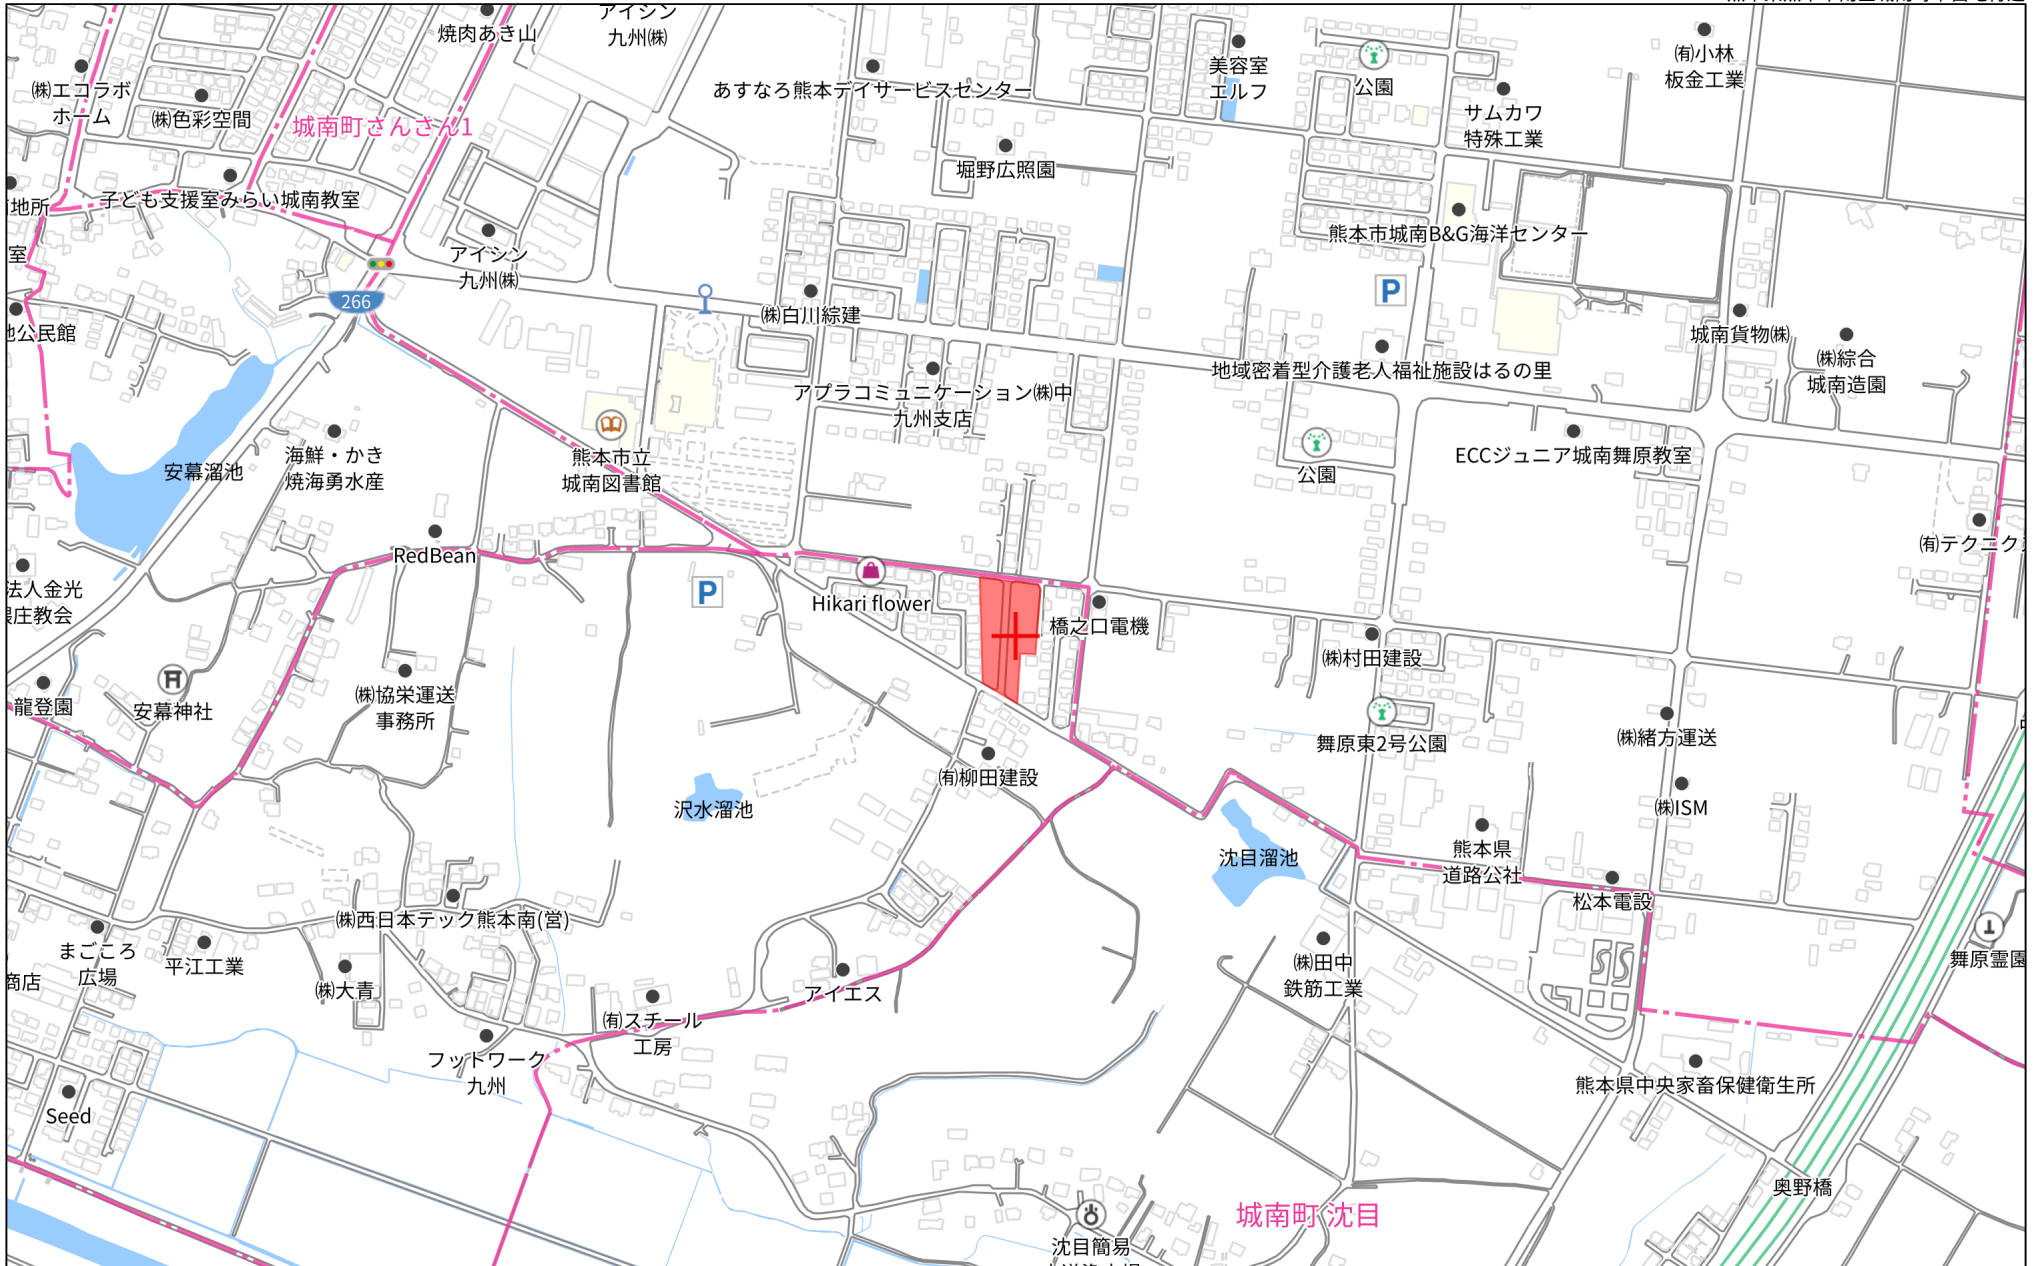 焼肉あき山
アイシン
九州㈱
美容室
エルフ
公園
㈲小林
板金工業
㈱エコラボ
ホーム
㈱色彩空間
城南町さんさん1
あすなろ熊本デイサービスセンター
サムカワ
特殊工業
堀野広照園
地所
子ども支援室みらい城南教室
熊本市城南B&G海洋センター
室
アイシン
九州㈱
266
P
㈱白川綜建
公民館
城南貨物㈱
㈱綜合
城南造園
地域密着型介護老人福祉施設はるの里
アプラコミュニケーション㈱中
九州支店
安幕溜池
海鮮・かき
焼海勇水産
熊本市立
城南図書館
公園
ECCジュニア城南舞原教室
RedBean
㈲テクニク
法人金光
庄教会
P
Hikari flower
橋之口電機
㈱村田建設
龍登園
安幕神社
㈱協栄運送
事務所
舞原東2号公園
㈱緒方運送
㈲柳田建設
沢水溜池
㈱ISM
沈目溜池
熊本県
道路公社
松本電設
㈱西日本テック熊本南(営)
まごころ
広場
平江工業
㈱大青
商店
アイエス
㈱田中
鉄筋工業
舞原霊園
㈲スチール
工房
フットワーク
九州
熊本県中央家畜保健衛生所
Seed
奥野橋
城南町 沈目
沈目簡易